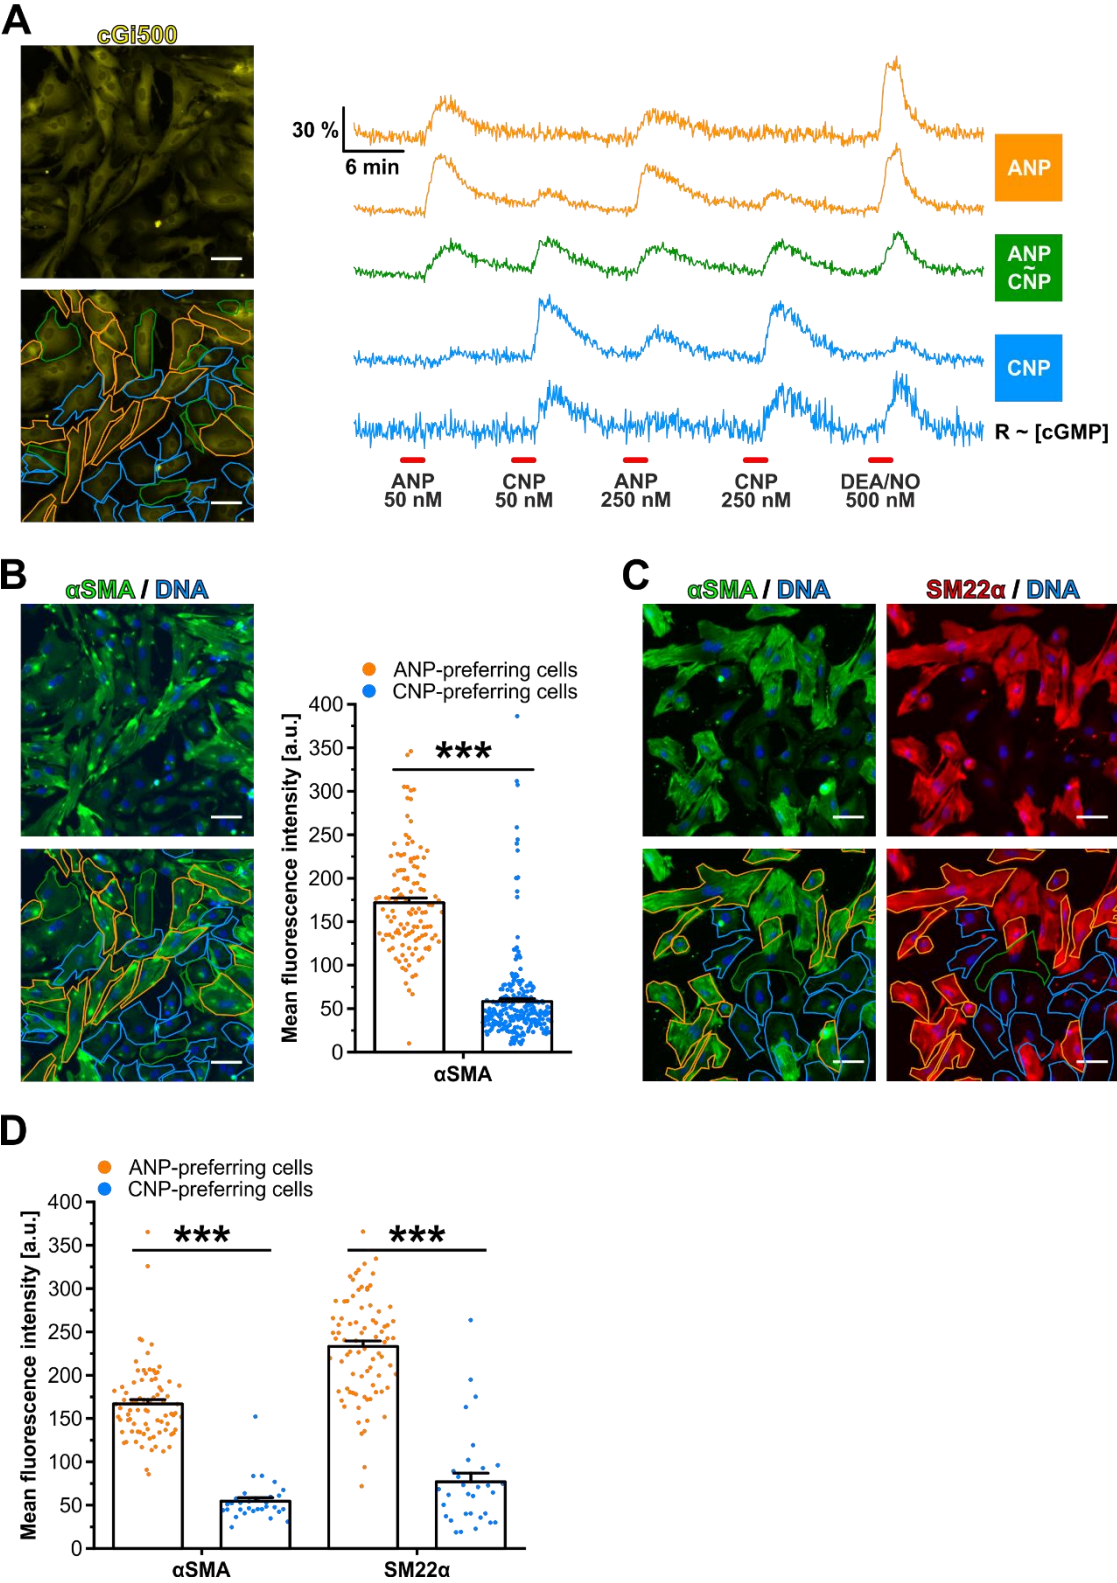 A
cGi500
30 %
6 min
ANP
ANP
~
CNP
CNP
R ~ [cGMP]
ANP
50 nM
CNP
50 nM
ANP
250 nM
CNP
250 nM
DEA/NO
500 nM
B
αSMA / DNA
ANP-preferring cells
CNP-preferring cells
Mean fluorescence intensity [a.u.]
400
350
300
250
200
150
100
50
0
***
αSMA
C
αSMA / DNA
SM22α / DNA
D
ANP-preferring cells
CNP-preferring cells
Mean fluorescence intensity [a.u.]
400
350
300
250
200
150
100
50
0
***
***
αSMA
SM22α